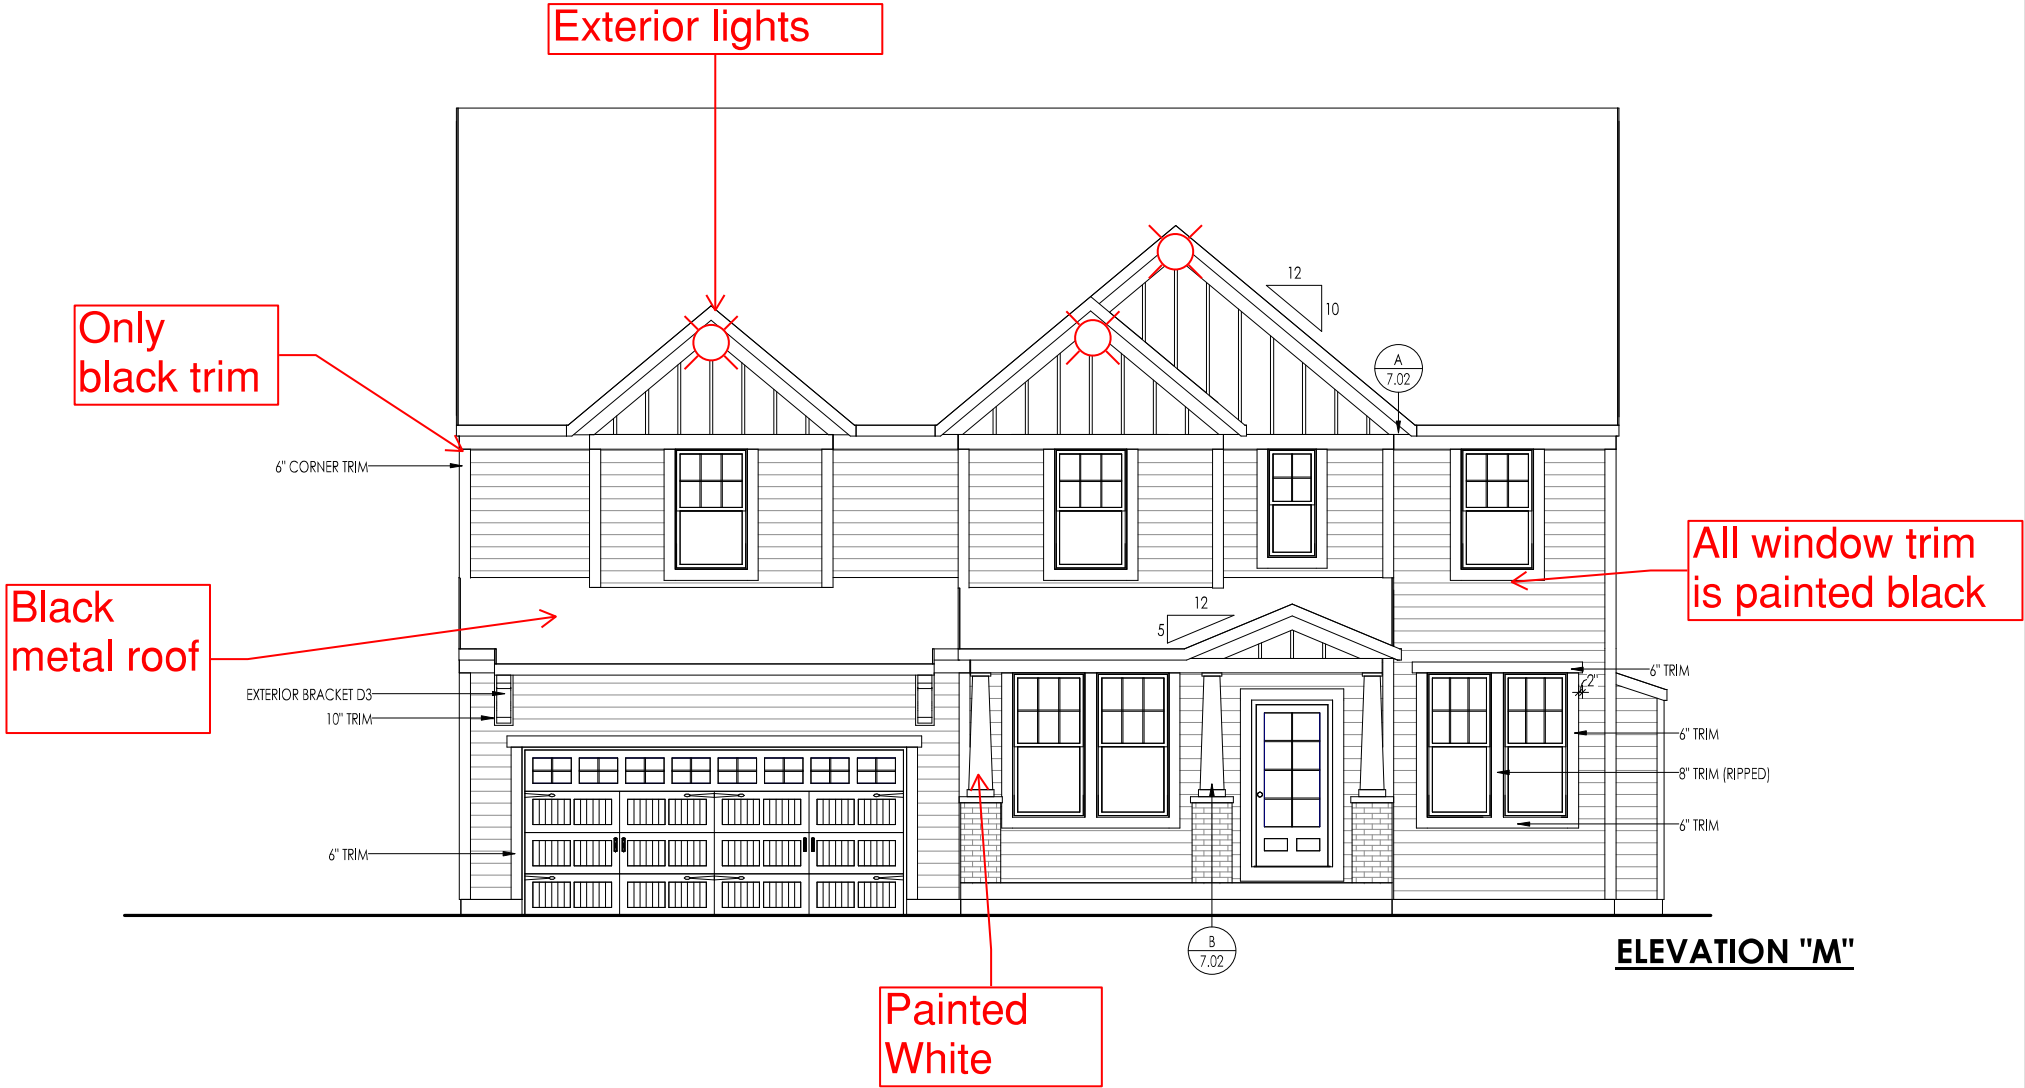 Exterior lights
12
10
Only
black trim
A
7.02
6" CORNER TRIM
All window trim
is painted black
Black
metal roof
12
5
6" TRIM
2"
EXTERIOR BRACKET D3
10" TRIM
6" TRIM
8" TRIM (RIPPED)
6" TRIM
6" TRIM
B
7.02
ELEVATION "M"
Painted
White